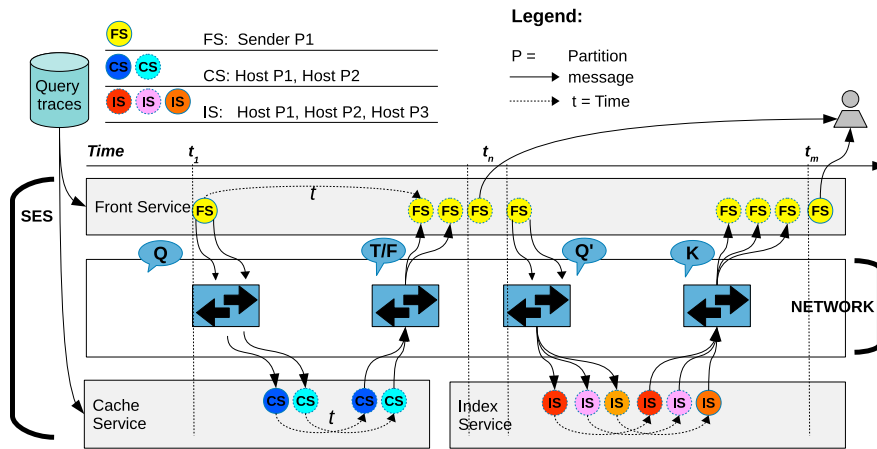 Legend:
FS
FS: Sender P1
P = Partition
CS CS
CS: Host P1, Host P2
message
Query
traces
IS IS IS
IS: Host P1, Host P2, Host P3
t = Time
Time
t1
tn
tm
SES
Front Service
FS
t
FS FS FS FS
FS FS FS FS
Q
T/F
Q'
K
NETWORK
Cache
Service
CS CS
t
CS CS
Index
Service
IS IS IS IS IS IS